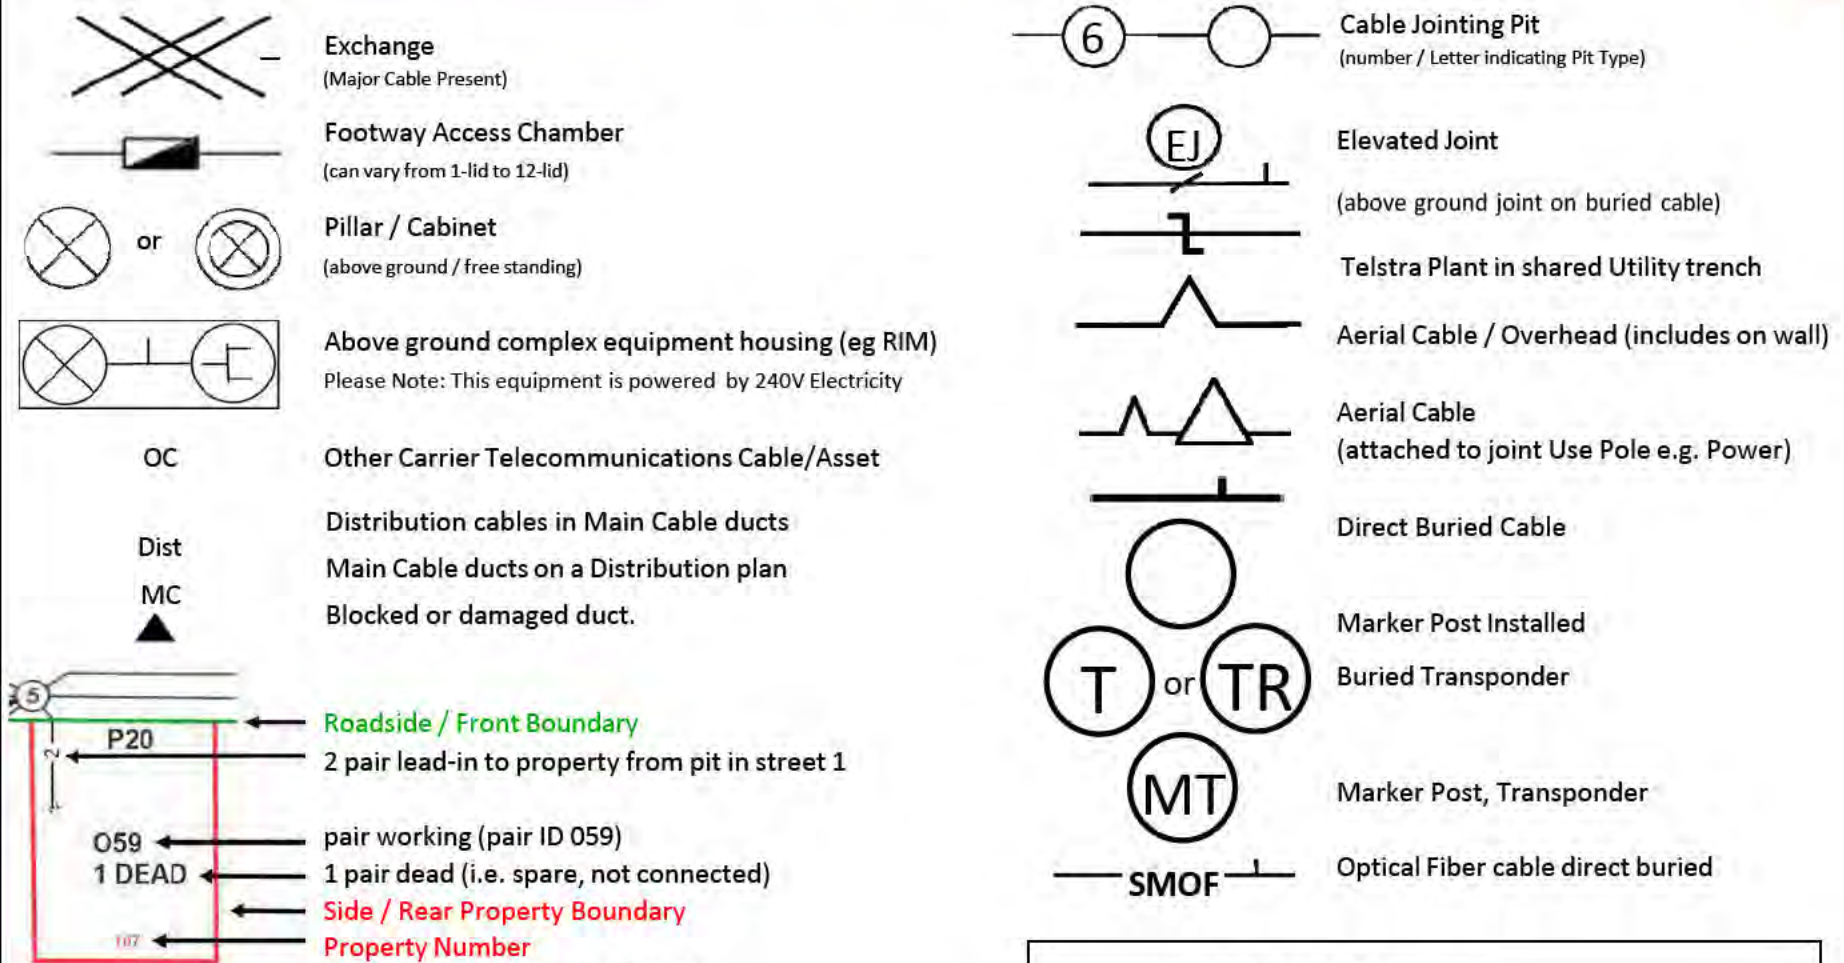 Exchange
(Major Cable Present)
Footway Access Chamber
(can vary from 1-lid to 12-lid)
or
Pillar / Cabinet
(above ground / free standing)
Above ground complex equipment housing (eg RIM)
Please Note: This equipment is powered by 240V Electricity
OC
Other Carrier Telecommunications Cable/Asset
Dist
Distribution cables in Main Cable ducts
MC
Main Cable ducts on a Distribution plan
Blocked or damaged duct.
5
Roadside / Front Boundary
P20
2
2 pair lead-in to property from pit in street 1
O59
pair working (pair ID 059)
1 DEAD
1 pair dead (i.e. spare, not connected)
Side / Rear Property Boundary
107
Property Number
6
Cable Jointing Pit
(number / Letter indicating Pit Type)
EJ
Elevated Joint
(above ground joint on buried cable)
Telstra Plant in shared Utility trench
Aerial Cable / Overhead (includes on wall)
Aerial Cable
(attached to joint Use Pole e.g. Power)
Direct Buried Cable
Marker Post Installed
T or TR
Buried Transponder
MT
Marker Post, Transponder
SMOF
Optical Fiber cable direct buried